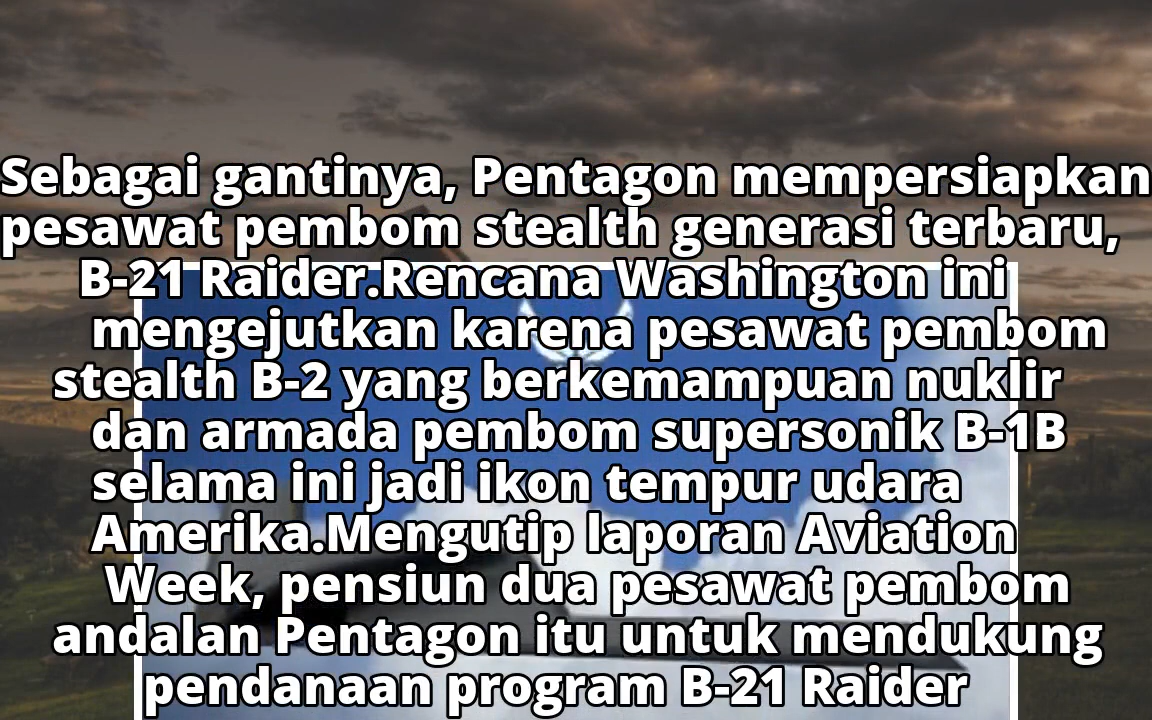 Sebagai gantinya, Pentagon mempersiapkan
pesawat pembom stealth generasi terbaru,
B-21 Raider.Rencana Washington ini
mengejutkan karena pesawat pembom
stealth B-2 yang berkemampuan nuklir
dan armada pembom supersonik B-1B
selama ini jadi ikon tempur udara
Amerika.Mengutip laporan Aviation
Week, pensiun dua pesawat pembom
andalan Pentagon itu untuk mendukung
pendanaan program B-21 Raider